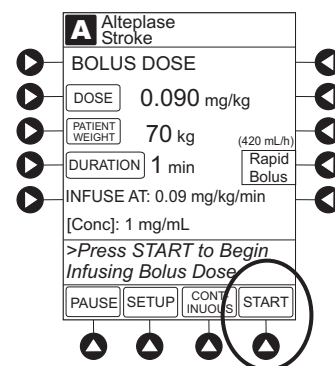 A Alteplase
Stroke
BOLUS DOSE
DOSE 0.090 mg/kg
PATIENT
WEIGHT 70 kg
(420 mL/h)
DURATION 1 min
Rapid
Bolus
INFUSE AT: 0.09 mg/kg/min
[Conc]: 1 mg/mL
>Press START to Begin
Infusing Bolus Dose
PAUSE SETUP CONT
INUOUS START